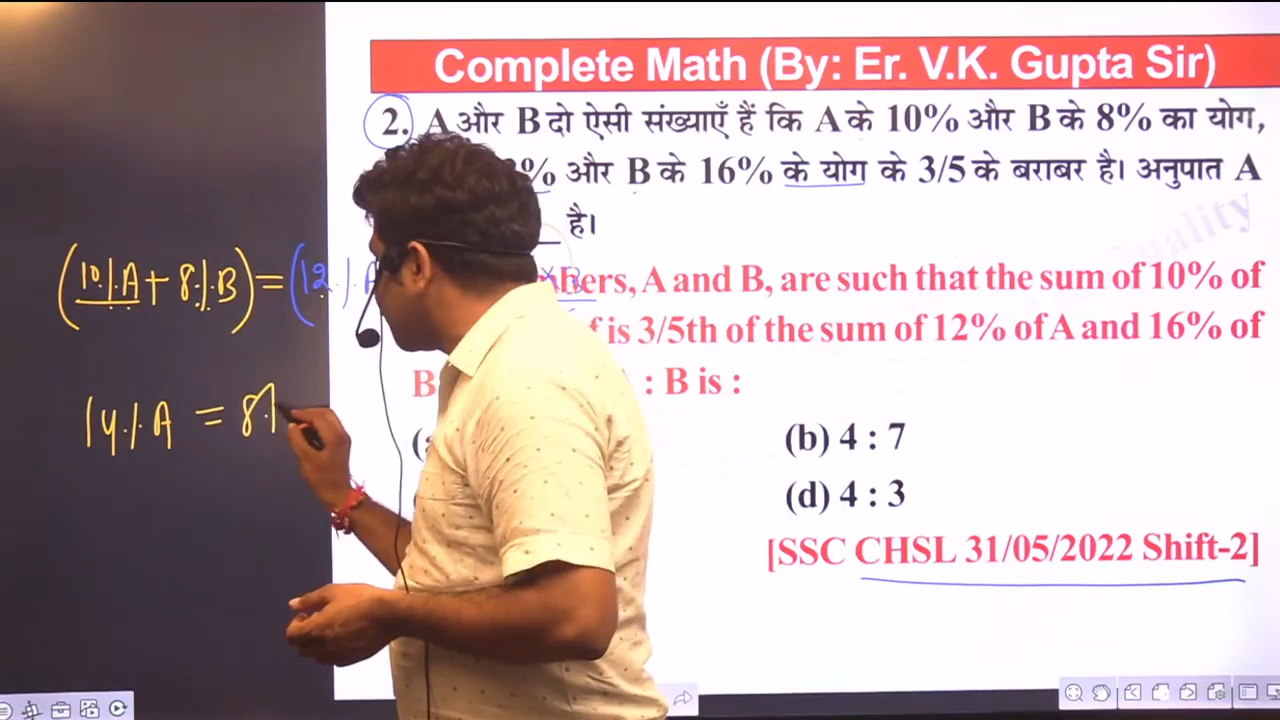 Complete Math (By: Er. V.K. Gupta Sir)
2. A और B दो ऐसी संख्याएँ हैं कि A के 10% और B के 8% का योग,
% और B के 16% के योग के 3/5 के बराबर है। अनुपात A
है।
A and B, are such that the sum of 10% of
is 3/5th of the sum of 12% of A and 16% of
B : B is :
(b) 4 : 7
(d) 4 : 3
[SSC CHSL 31/05/2022 Shift-2]
(10% A + 8% B) = (12% A
14% A = 8%
Quality